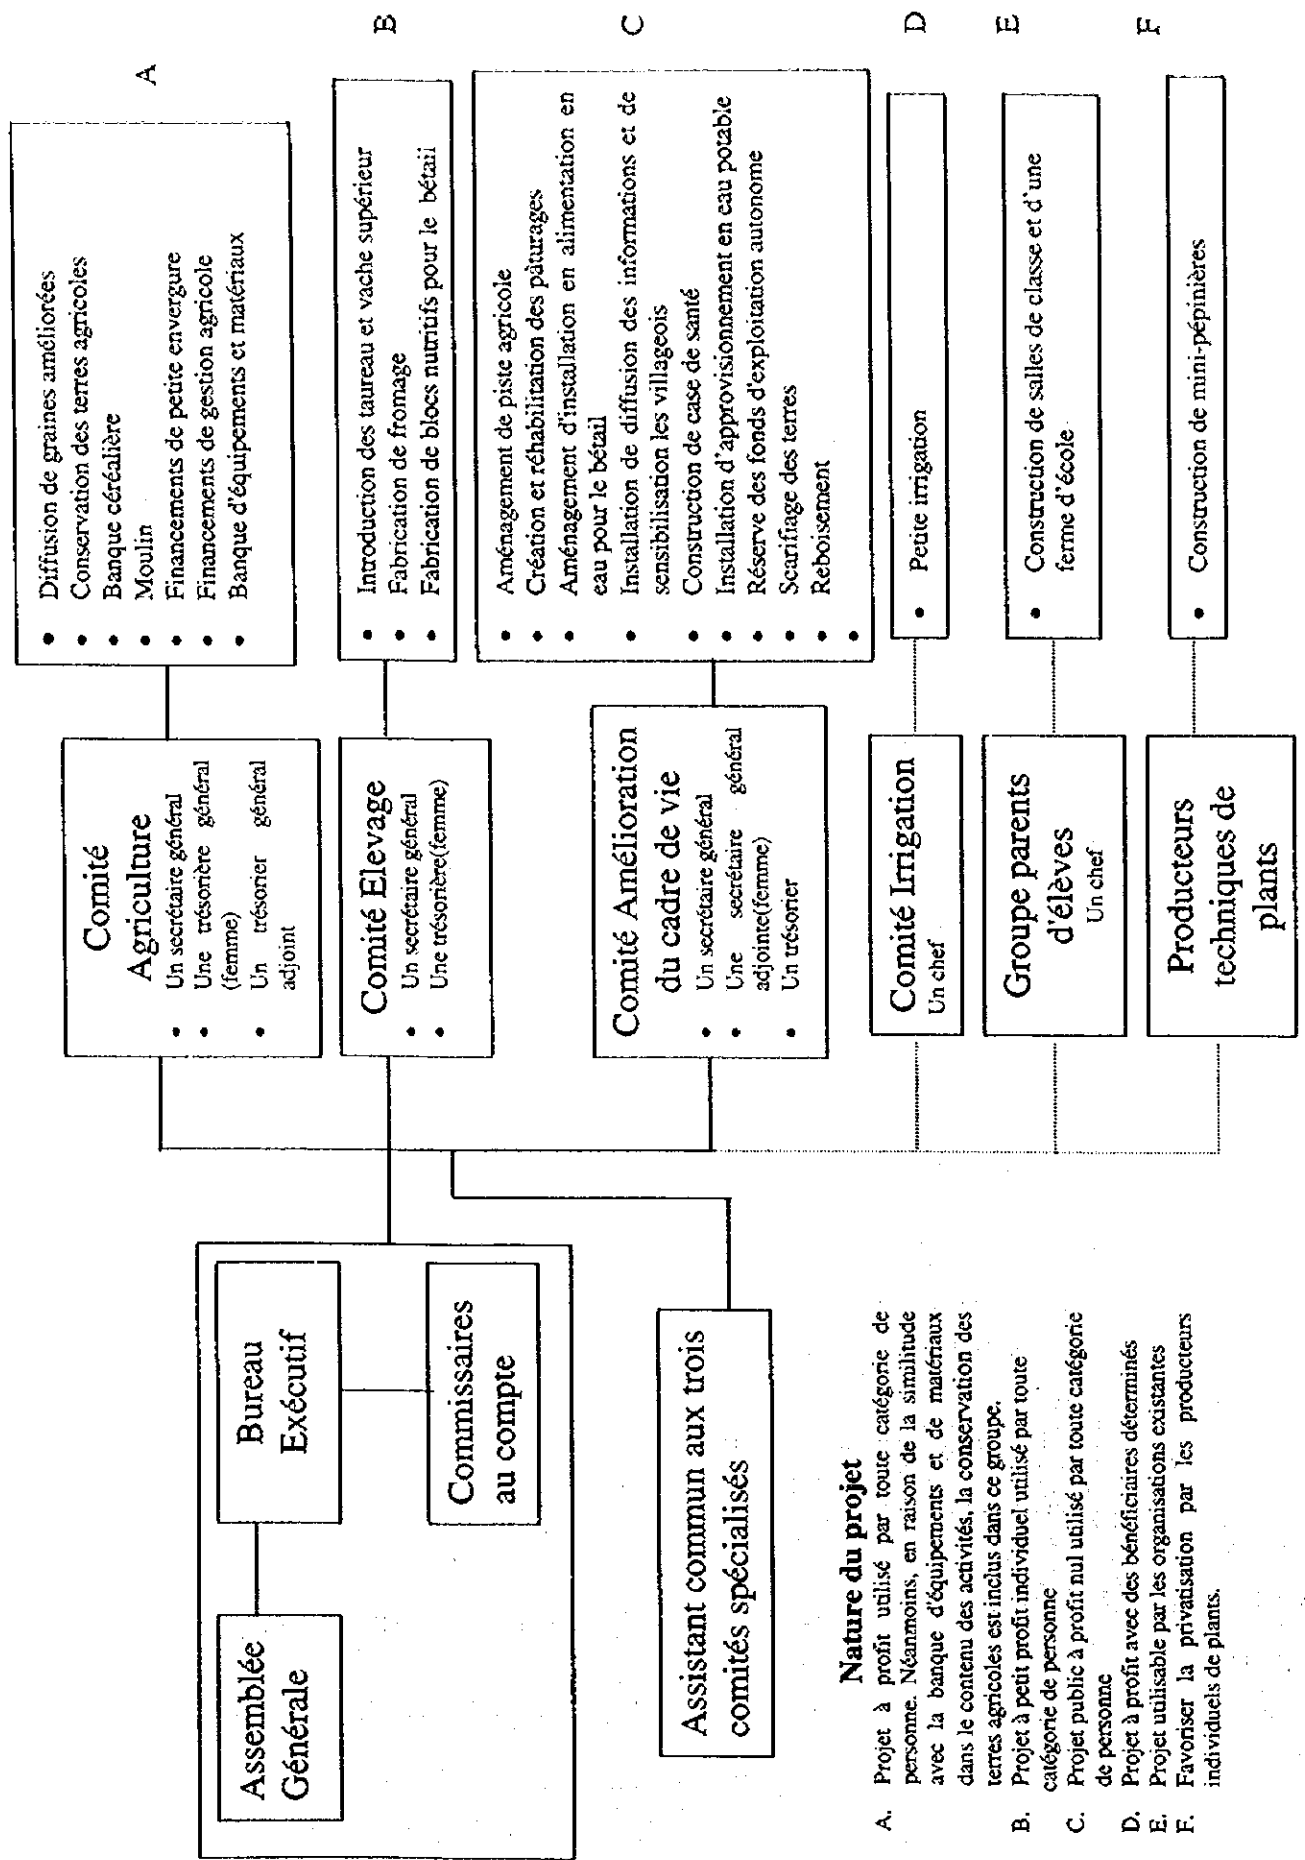 Assemblée
Générale
Bureau
Exécutif
Commissaires
au compte
Assistant commun aux trois
comités spécialisés
Comité
Agriculture
• Un secrétaire général
• Une trésorière général
(femme)
• Un trésorier général
adjoint
• Diffusion de graines améliorées
• Conservation des terres agricoles
• Banque céréalière
• Moulin
• Financements de petite envergure
• Financements de gestion agricole
• Banque d'équipements et matériaux
A
Comité Elevage
• Un secrétaire général
• Une trésorière(femme)
• Introduction des taureau et vache supérieur
• Fabrication de fromage
• Fabrication de blocs nutritifs pour le bétail
B
Comité Amélioration
du cadre de vie
• Un secrétaire général
• Une secrétaire général
adjointe(femme)
• Un trésorier
• Aménagement de piste agricole
• Création et réhabilitation des pâturages
• Aménagement d'installation en alimentation en
eau pour le bétail
• Installation de diffusion des informations et de
sensibilisation les villageois
• Construction de case de santé
• Installation d'approvisionnement en eau potable
• Réserve des fonds d'exploitation autonome
• Scarifiage des terres
• Reboisement
•
C
Comité Irrigation
Un chef
• Petite irrigation
D
Groupe parents
d'élèves
Un chef
• Construction de salles de classe et d'une
ferme d'école
E
Producteurs
techniques de
plants
• Construction de mini-pépinières
F
Nature du projet
A. Projet à profit utilisé par toute catégorie de
personne. Néanmoins, en raison de la similitude
avec la banque d'équipements et de matériaux
dans le contenu des activités, la conservation des
terres agricoles est inclus dans ce groupe.
B. Projet à petit profit individuel utilisé par toute
catégorie de personne
C. Projet public à profit nul utilisé par toute catégorie
de personne
D. Projet à profit avec des bénéficiaires déterminés
E. Projet utilisable par les organisations existantes
F. Favoriser la privatisation par les producteurs
individuels de plants.